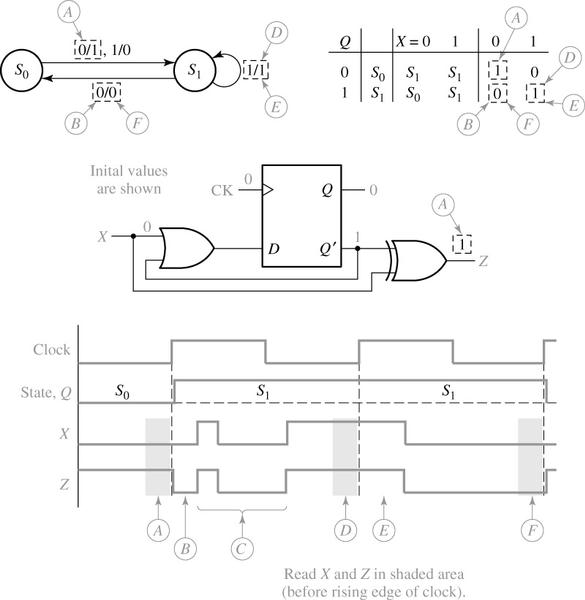 A
0/1, 1/0
S0
S1
1/1
D
E
0/0
B
F
Q
X = 0 1
0 1
0 S0 S1 S1 1 0
1 S1 S0 S1 0 1
A
D
B
F
E
Inital values
are shown
CK
0
Q
0
X
0
D
Q′
1
A
1
Z
Clock
State, Q
S0
S1
S1
X
Z
A
B
C
D
E
F
Read X and Z in shaded area
(before rising edge of clock).